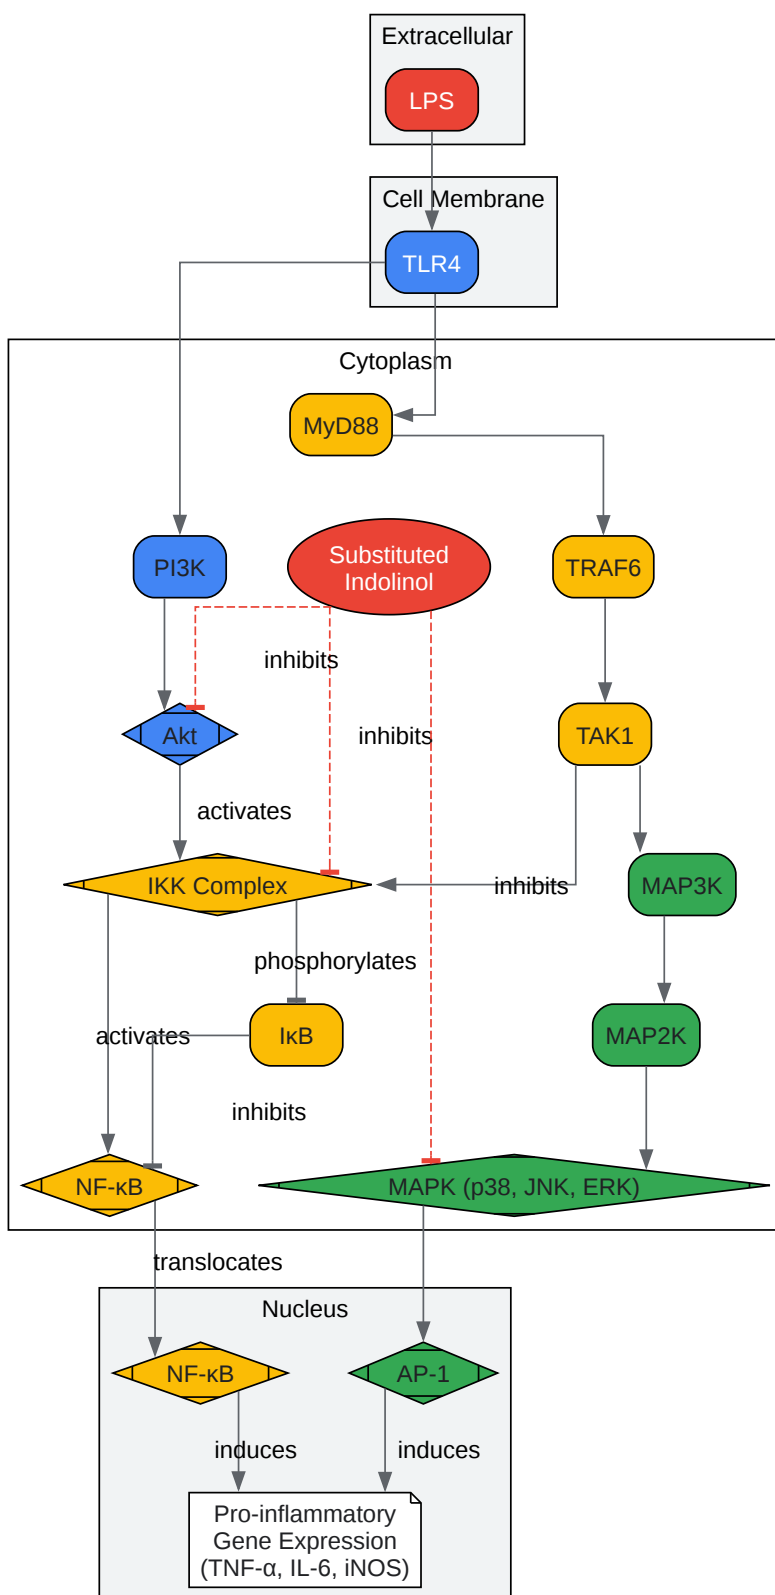 Extracellular
LPS
Cell Membrane
TLR4
Cytoplasm
MyD88
PI3K
Substituted
Indolinol
TRAF6
inhibits
Akt
inhibits
TAK1
activates
IKK Complex
inhibits
MAP3K
phosphorylates
activates
IκB
MAP2K
inhibits
NF-κB
MAPK (p38, JNK, ERK)
translocates
Nucleus
NF-κB
AP-1
induces
induces
Pro-inflammatory
Gene Expression
(TNF-α, IL-6, iNOS)